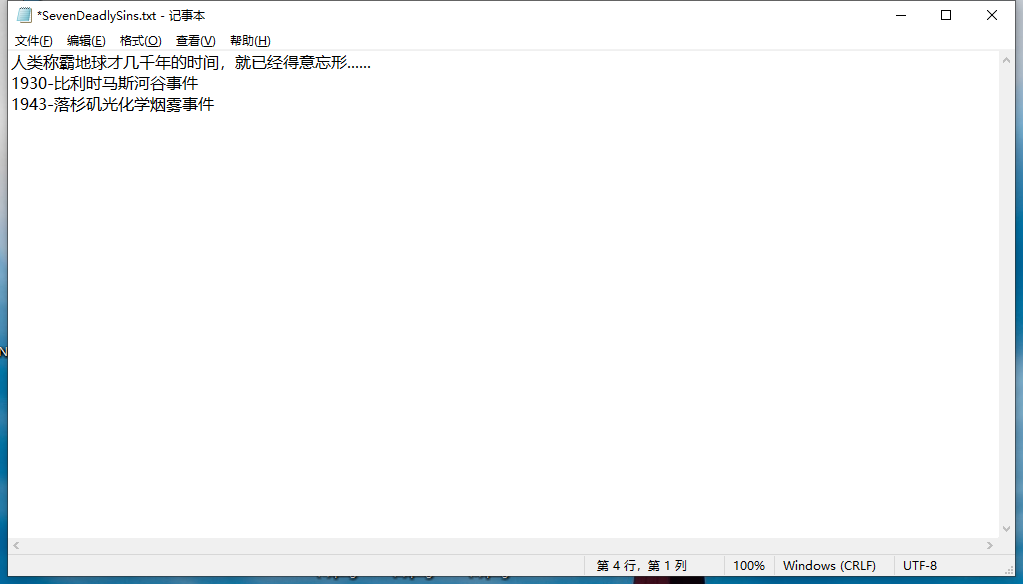 *SevenDeadlySins.txt - 记事本
文件(F) 编辑(E) 格式(O) 查看(V) 帮助(H)
人类称霸地球才几千年的时间，就已经得意忘形......
1930-比利时马斯河谷事件
1943-落杉矶光化学烟雾事件
N
第 4 行，第 1 列 100% Windows (CRLF) UTF-8